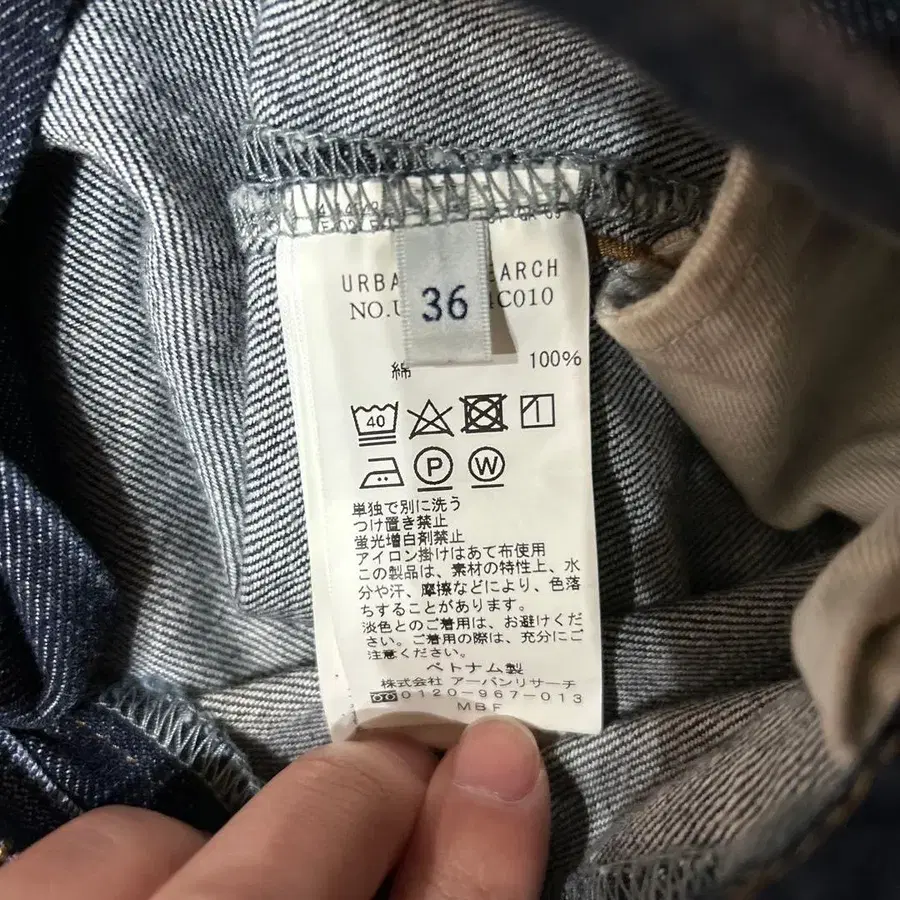 36
NO.U
1C010
綿 100%
40
P W
単独で別に洗う
つけ置き禁止
蛍光増白剤禁止
アイロン掛けはあて布使用
この製品は、素材の特性上、水
分や汗、摩擦などにより、色落
ちすることがあります。
淡色とのご着用は、お避けくだ
さい。ご着用の際は、充分にご
注意ください。
ベトナム製
株式会社 アーバンリサーチ
0120-967-013
MBF